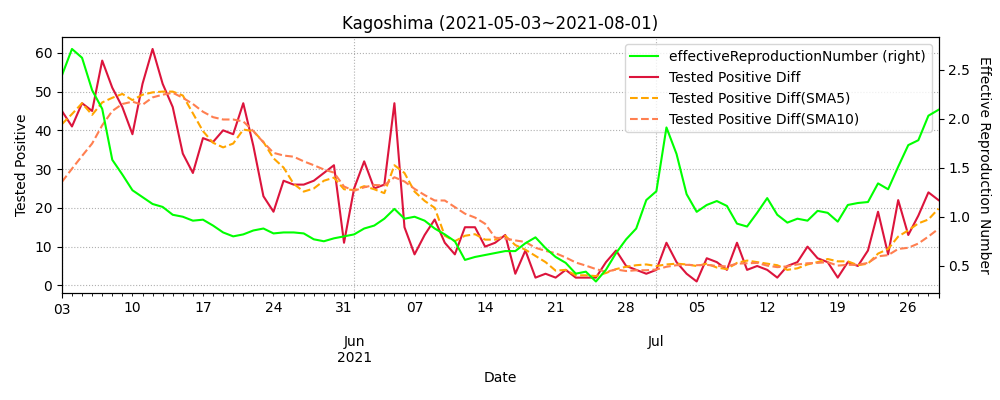 Kagoshima (2021-05-03~2021-08-01)
effectiveReproductionNumber (right)
Tested Positive Diff
Tested Positive Diff(SMA5)
Tested Positive Diff(SMA10)
Tested Positive
60
50
40
30
20
10
0
2.5
2.0
1.5
1.0
0.5
Effective Reproduction Number
03 10 17 24 31 07 14 21 28 05 12 19 26
Jun Jul
2021
Date